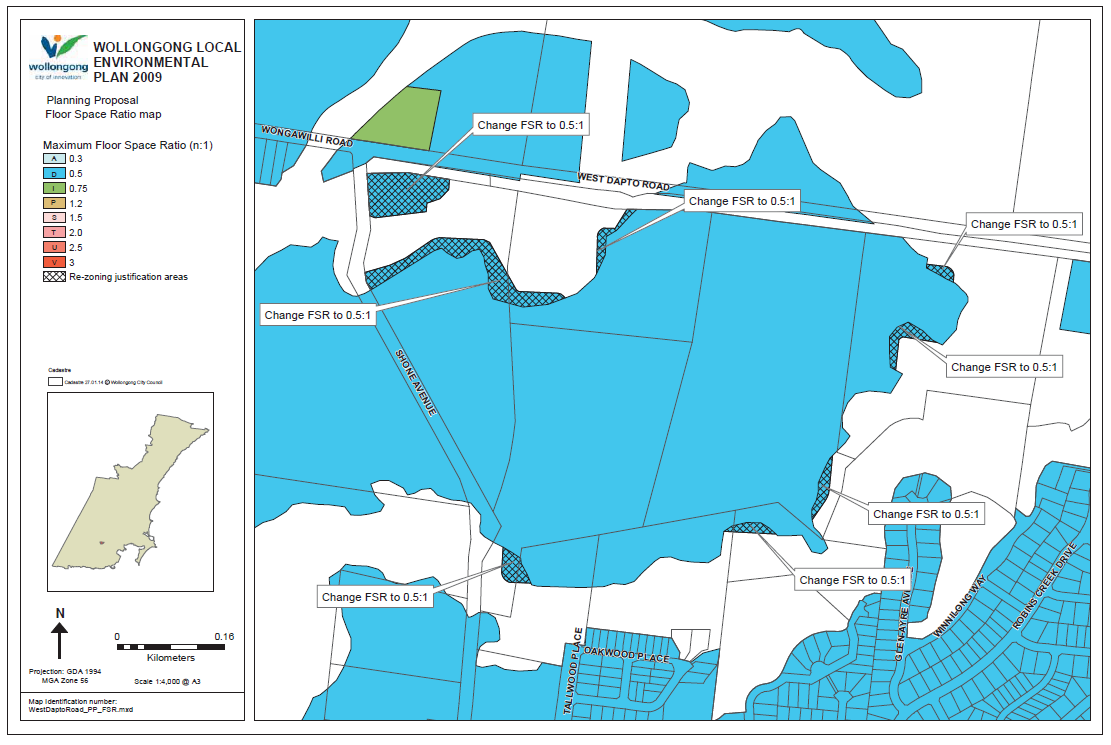 wollongong
city of innovation
WOLLONGONG LOCAL
ENVIRONMENTAL
PLAN 2009
Planning Proposal
Floor Space Ratio map
Maximum Floor Space Ratio (n:1)
A 0.3
D 0.5
I 0.75
P 1.2
S 1.5
T 2.0
U 2.5
V 3
Re-zoning justification areas
Cadastre
Cadastre 27.01.14 © Wollongong City Council
N
0 0.16
Kilometers
Projection: GDA 1994
MGA Zone 56
Scale 1:4,000 @ A3
Map Identification number:
WestDaptoRoad_PP_FSR.mxd
Change FSR to 0.5:1
WONGAWILLI ROAD
WEST DAPTO ROAD
Change FSR to 0.5:1
Change FSR to 0.5:1
Change FSR to 0.5:1
SHONE AVENUE
Change FSR to 0.5:1
Change FSR to 0.5:1
Change FSR to 0.5:1
Change FSR to 0.5:1
GLENAYRE AV
WINNILONG WAY
ROBINS CREEK DRIVE
TALLWOOD PLACE
OAKWOOD PLACE